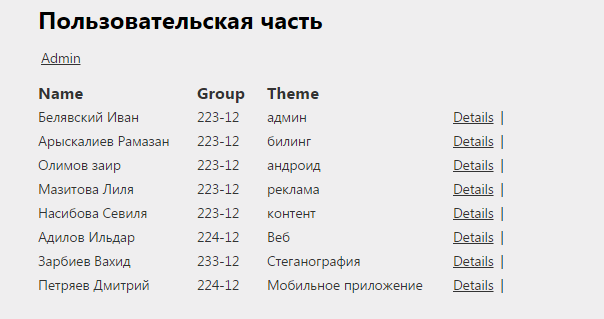 Пользовательская часть
Admin
Name Group Theme
Белявский Иван 223-12 админ Details |
Арыскалиев Рамазан 223-12 билинг Details |
Олимов заир 223-12 андроид Details |
Мазитова Лиля 223-12 реклама Details |
Насибова Севиля 223-12 контент Details |
Адилов Ильдар 224-12 Веб Details |
Зарбиев Вахид 233-12 Стеганография Details |
Петряев Дмитрий 224-12 Мобильное приложение Details |